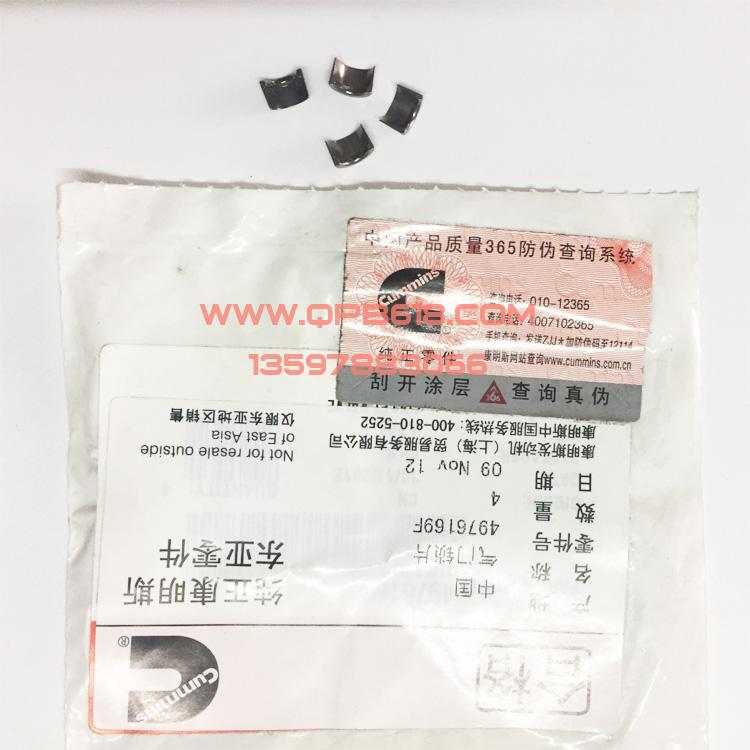 中国产品质量365防伪查询系统
Cummins
纯正零件
咨询电话: 010-12365
查询电话: 4007102365
手机查询: 发送ZJJ*加防伪码至12114
康明斯网站查询www.cummins.com.cn
刮开涂层 365 查询真伪
WWW.QPB618.COM
13597883066
合格
Cummins
®
纯正康明斯
东亚零件
产地 中国
名称 气门锁片
零件号 4976169F
数量 4
日期 09 Nov 12
康明斯发动机（上海）贸易服务有限公司
康明斯中国服务热线: 400-810-5252
Not for resale outside
of East Asia
仅限东亚地区销售
QUANTITY